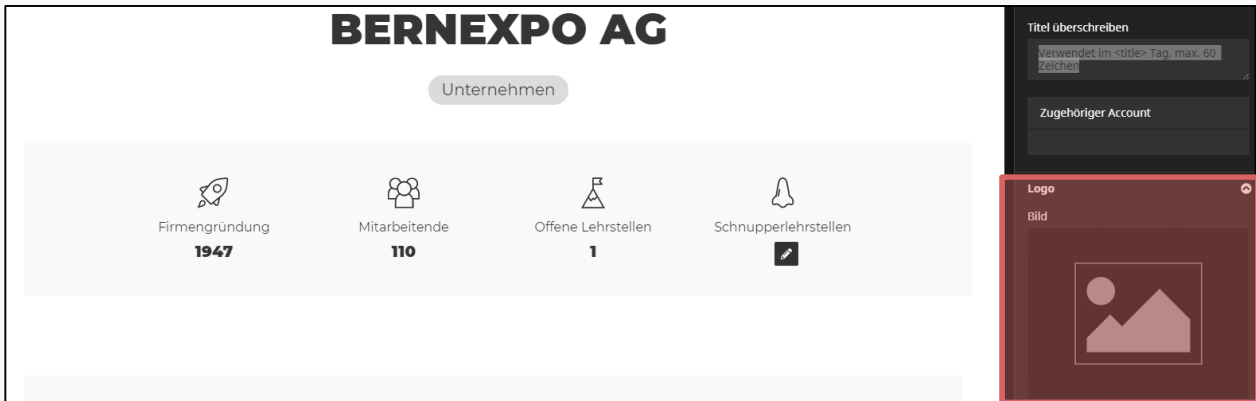 BERNEXPO AG
Unternehmen
Firmengründung
1947
Mitarbeitende
110
Offene Lehrstellen
1
Schnupperlehrstellen
Titel überschreiben
Verwendet im <title> Tag, max. 60
Zeichen
Zugehöriger Account
Logo
Bild